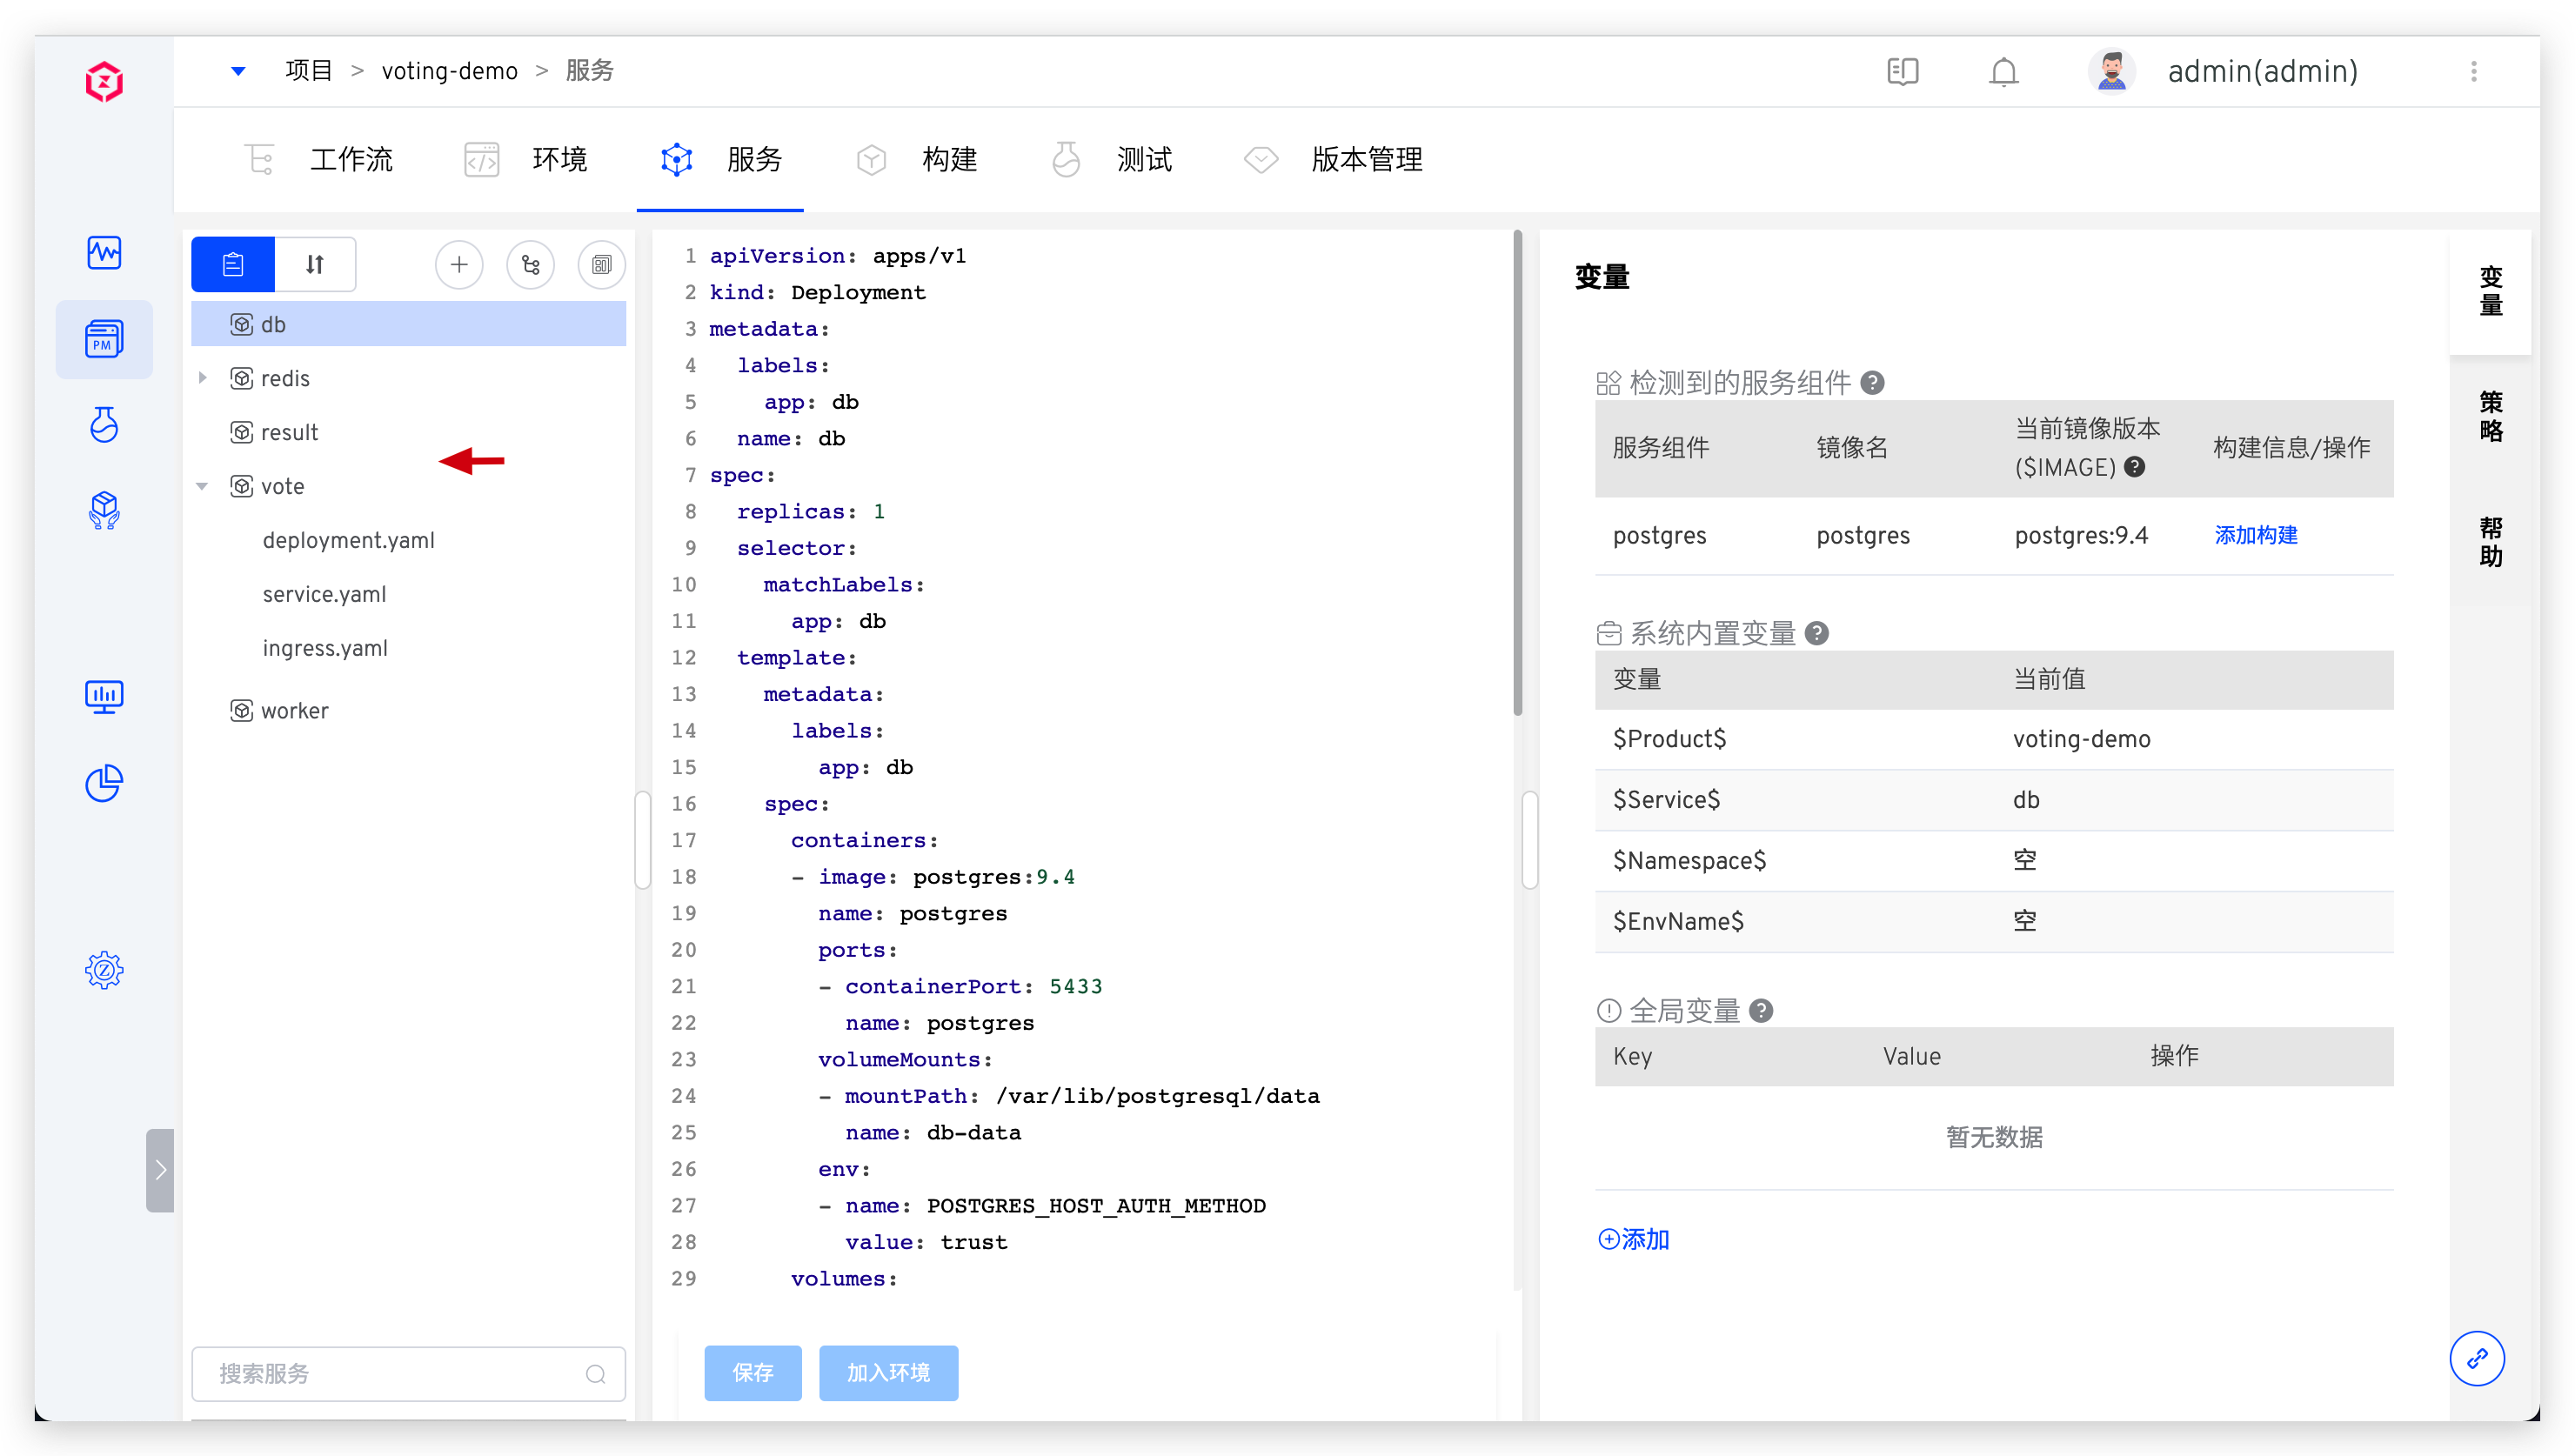 项目 > voting-demo > 服务
admin(admin)
工作流 环境 服务 构建 测试 版本管理
PM
db
redis
result
vote
deployment.yaml
service.yaml
ingress.yaml
worker
搜索服务
1 apiVersion: apps/v1
2 kind: Deployment
3 metadata:
4 labels:
5 app: db
6 name: db
7 spec:
8 replicas: 1
9 selector:
10 matchLabels:
11 app: db
12 template:
13 metadata:
14 labels:
15 app: db
16 spec:
17 containers:
18 - image: postgres:9.4
19 name: postgres
20 ports:
21 - containerPort: 5433
22 name: postgres
23 volumeMounts:
24 - mountPath: /var/lib/postgresql/data
25 name: db-data
26 env:
27 - name: POSTGRES_HOST_AUTH_METHOD
28 value: trust
29 volumes:
保存 加入环境
变量
检测到的服务组件 ?
服务组件 镜像名 当前镜像版本 ($IMAGE) ? 构建信息/操作
postgres postgres postgres:9.4 添加构建
系统内置变量 ?
变量 当前值
$Product$ voting-demo
$Service$ db
$Namespace$ 空
$EnvName$ 空
全局变量 ?
Key Value 操作
暂无数据
添加
变量
策略
帮助